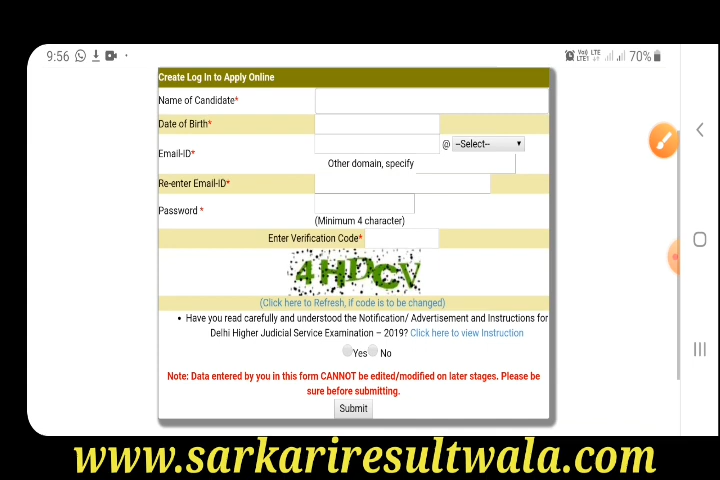 9:56
Vo)) LTE
LTE1
70%
Create Log In to Apply Online
Name of Candidate*
Date of Birth*
Email-ID*
@ --Select--
Other domain, specify
Re-enter Email-ID*
Password *
(Minimum 4 character)
Enter Verification Code*
4HDCV
(Click here to Refresh, if code is to be changed)
• Have you read carefully and understood the Notification/ Advertisement and Instructions for
Delhi Higher Judicial Service Examination – 2019? Click here to view Instruction
Yes No
Note: Data entered by you in this form CANNOT be edited/modified on later stages. Please be
sure before submitting.
Submit
www.sarkariresultwala.com